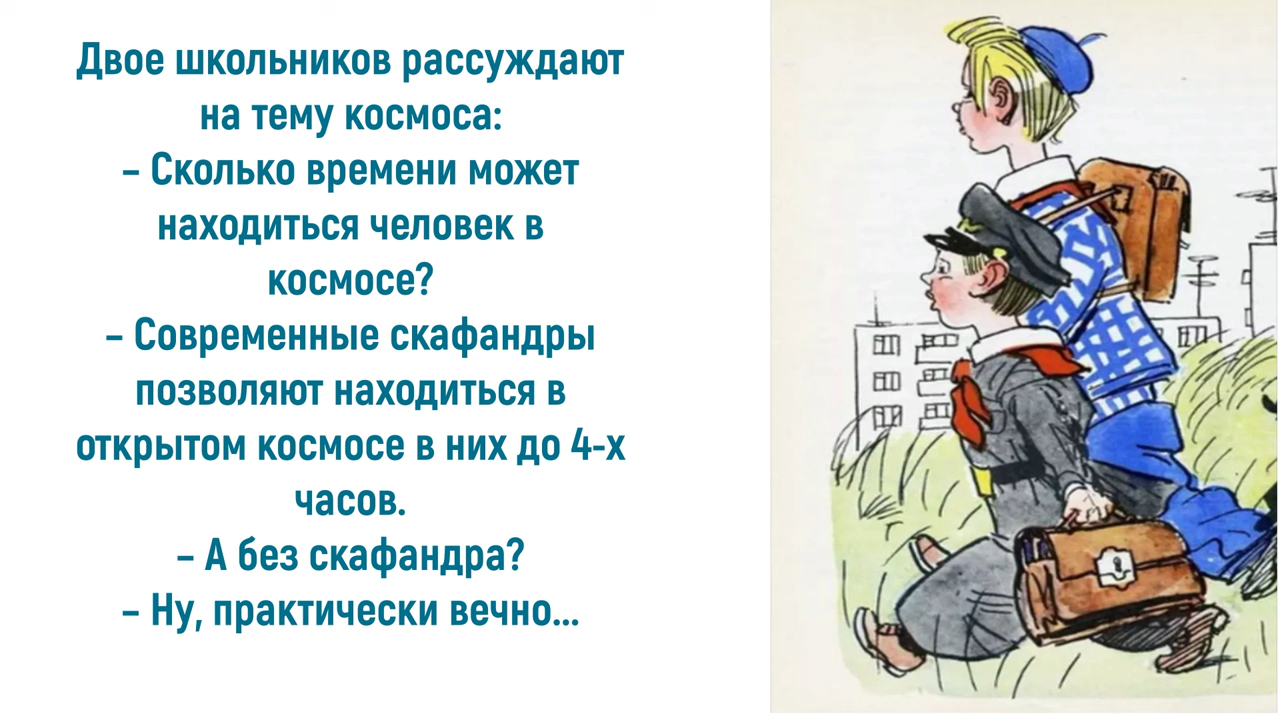 Двое школьников рассуждают
на тему космоса:
– Сколько времени может
находиться человек в
космосе?
– Современные скафандры
позволяют находиться в
открытом космосе в них до 4-х
часов.
– А без скафандра?
– Ну, практически вечно...